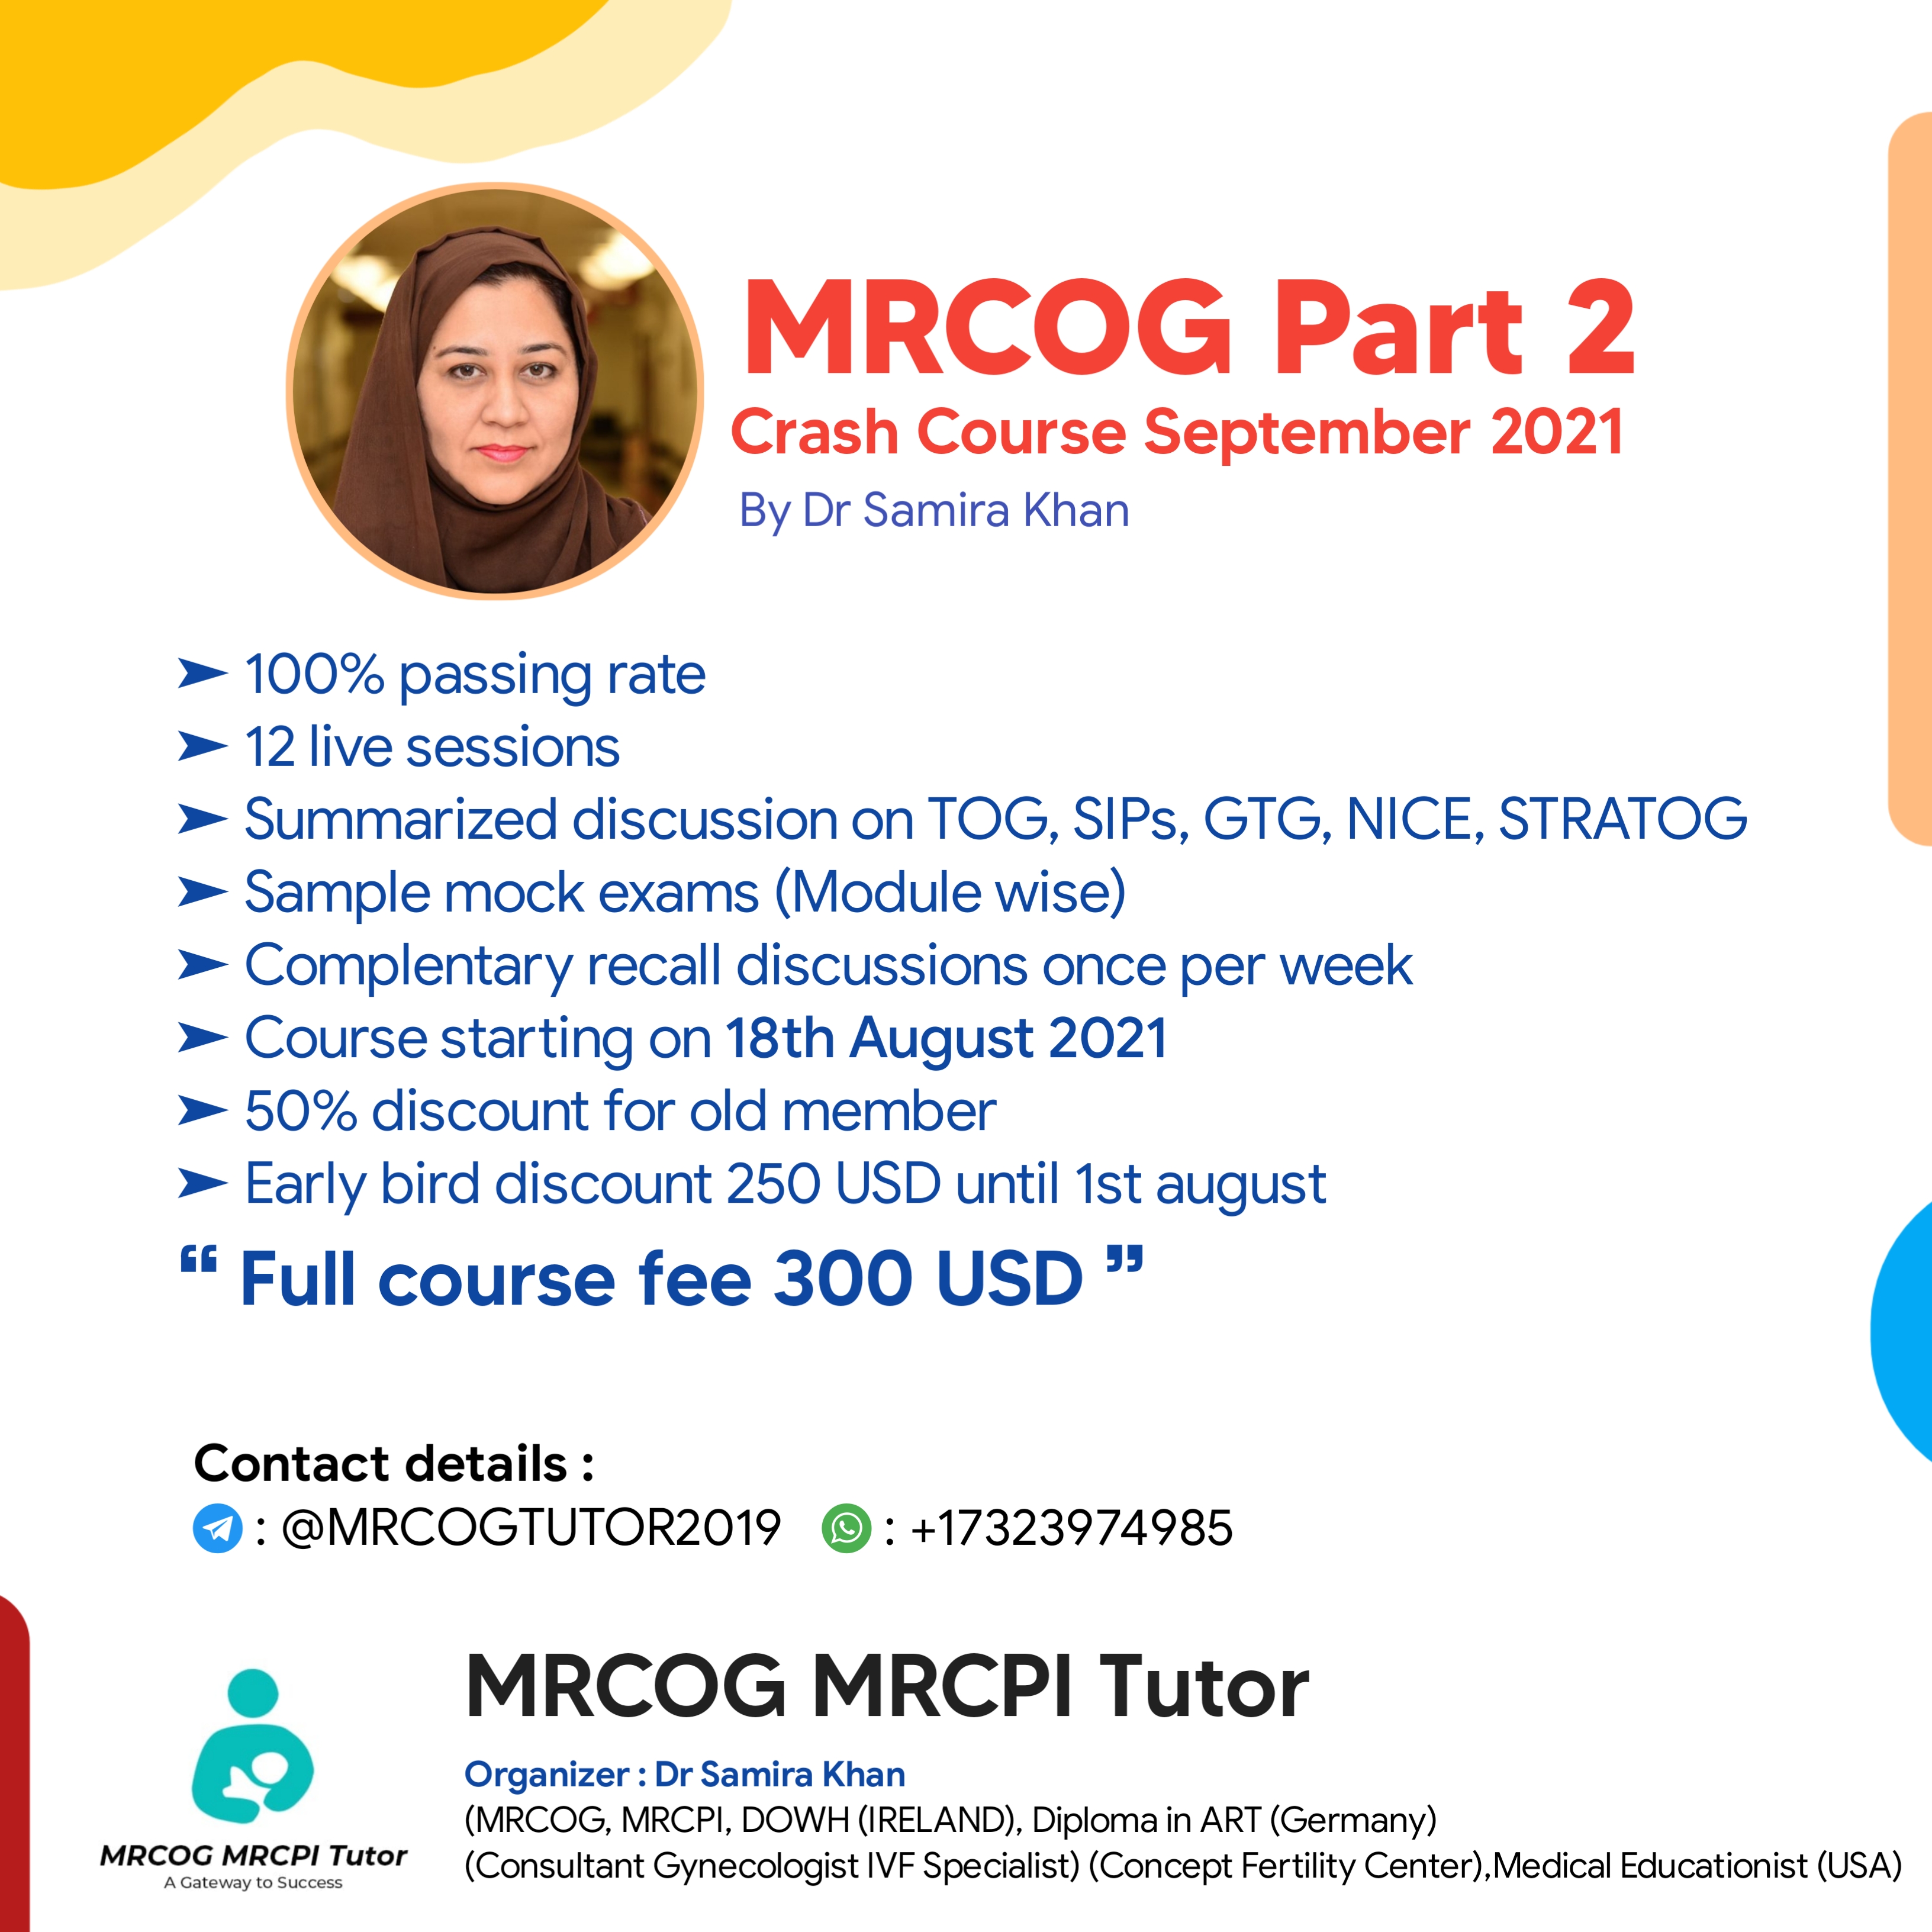 MRCOG Part 2
Crash Course September 2021
By Dr Samira Khan
➤ 100% passing rate
➤ 12 live sessions
➤ Summarized discussion on TOG, SIPs, GTG, NICE, STRATOG
➤ Sample mock exams (Module wise)
➤ Complentary recall discussions once per week
➤ Course starting on 18th August 2021
➤ 50% discount for old member
➤ Early bird discount 250 USD until 1st august
“ Full course fee 300 USD ”
Contact details :
: @MRCOGTUTOR2019 : +17323974985
MRCOG MRCPI Tutor
Organizer : Dr Samira Khan
(MRCOG, MRCPI, DOWH (IRELAND), Diploma in ART (Germany)
(Consultant Gynecologist IVF Specialist) (Concept Fertility Center),Medical Educationist (USA)
MRCOG MRCPI Tutor
A Gateway to Success